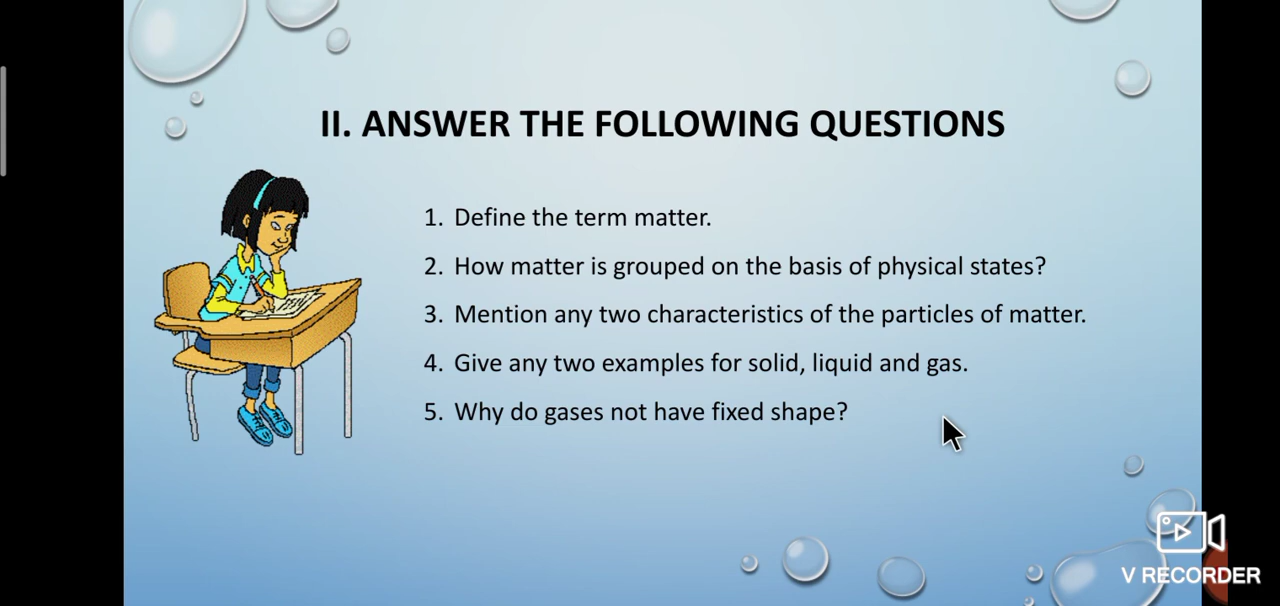 II. ANSWER THE FOLLOWING QUESTIONS
1. Define the term matter.
2. How matter is grouped on the basis of physical states?
3. Mention any two characteristics of the particles of matter.
4. Give any two examples for solid, liquid and gas.
5. Why do gases not have fixed shape?
V RECORDER